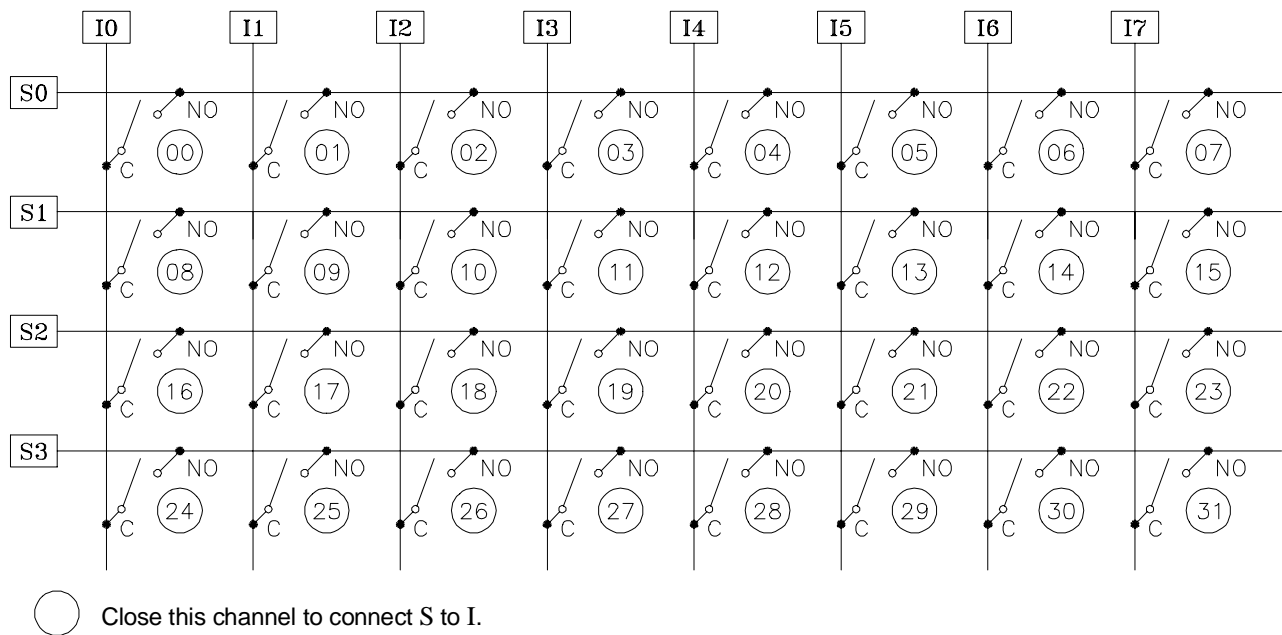 I0 I1 I2 I3 I4 I5 I6 I7
S0
NO NO NO NO NO NO NO NO
C 00 C 01 C 02 C 03 C 04 C 05 C 06 C 07
S1
NO NO NO NO NO NO NO NO
C 08 C 09 C 10 C 11 C 12 C 13 C 14 C 15
S2
NO NO NO NO NO NO NO NO
C 16 C 17 C 18 C 19 C 20 C 21 C 22 C 23
S3
NO NO NO NO NO NO NO NO
C 24 C 25 C 26 C 27 C 28 C 29 C 30 C 31
Close this channel to connect S to I.